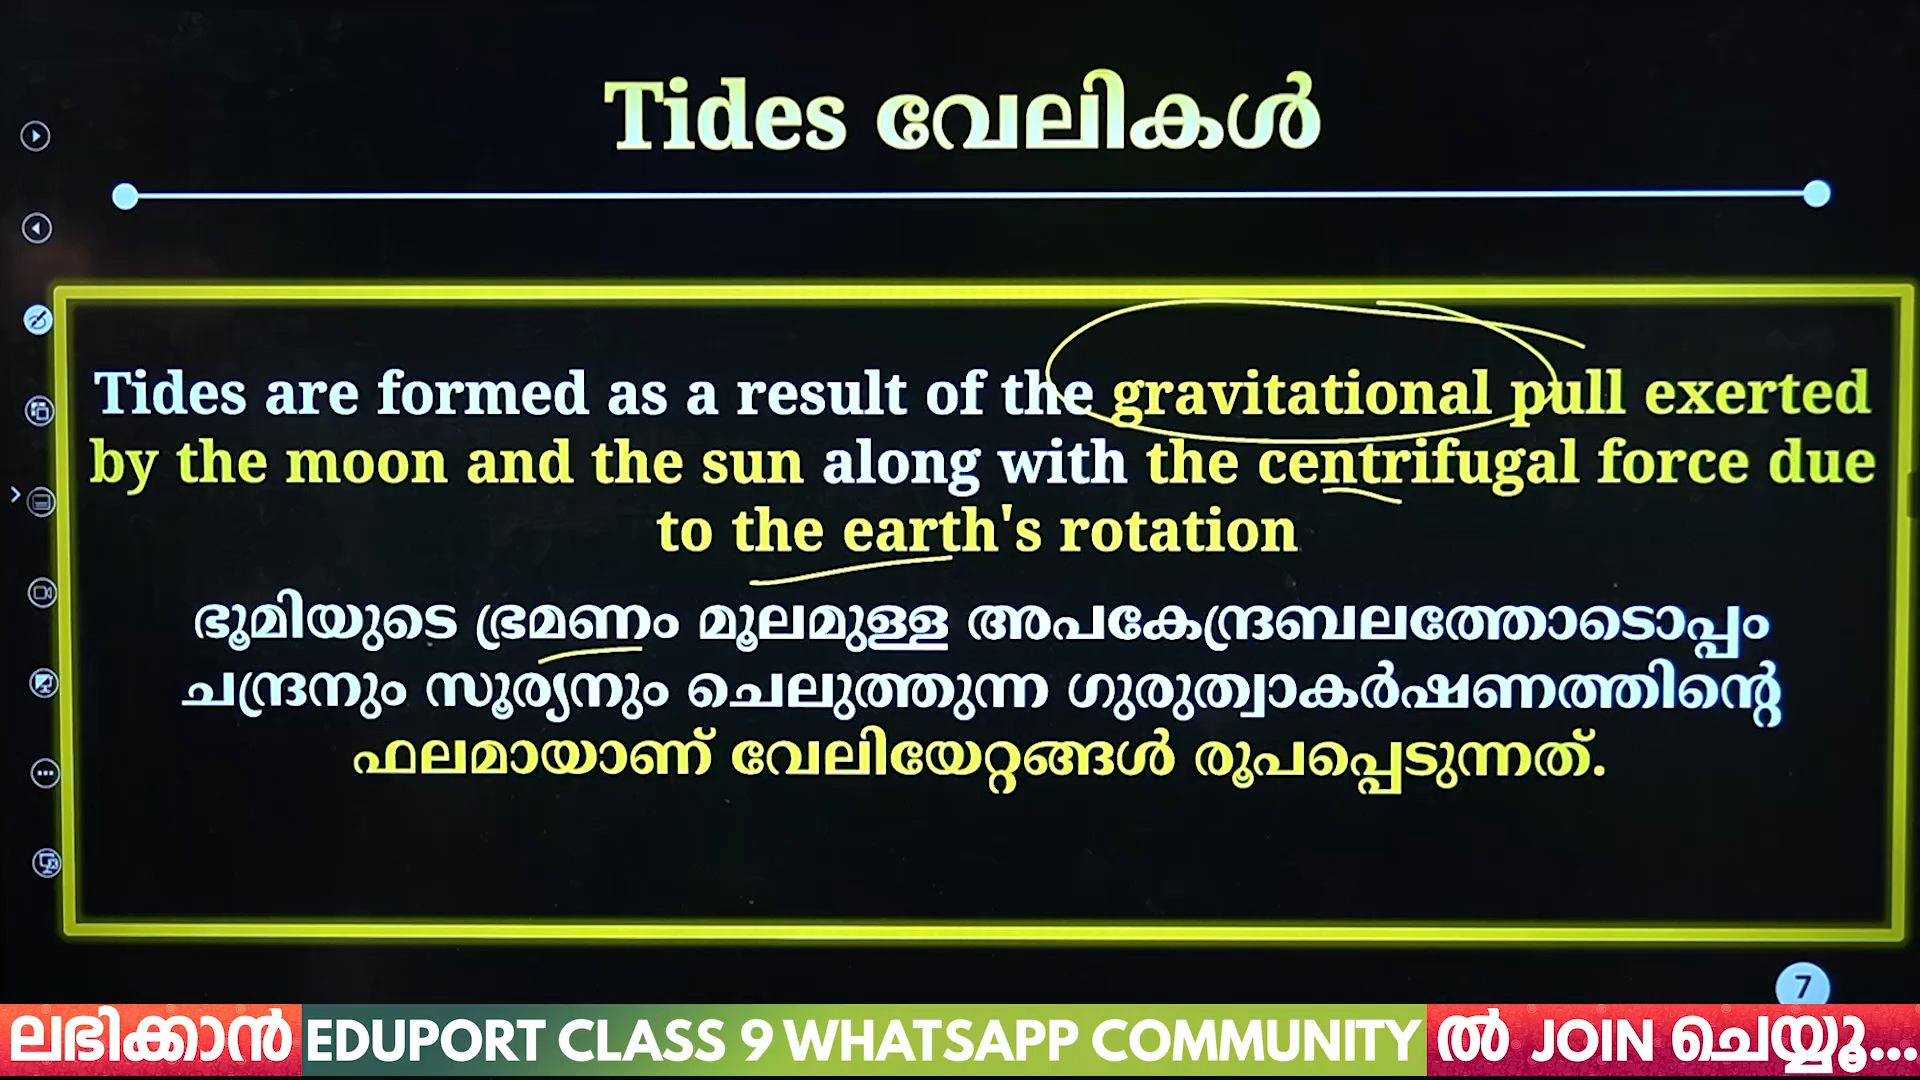 Tides വേലികൾ
Tides are formed as a result of the gravitational pull exerted
by the moon and the sun along with the centrifugal force due
to the earth's rotation
ഭൂമിയുടെ ഭ്രമണം മൂലമുള്ള അപകേന്ദ്രബലത്തോടൊപ്പം
ചന്ദ്രനും സൂര്യനും ചെലുത്തുന്ന ഗുരുത്വാകർഷണത്തിന്റെ
ഫലമായാണ് വേലിയേറ്റങ്ങൾ രൂപപ്പെടുന്നത്.
7
ലഭിക്കാൻ EDUPORT CLASS 9 WHATSAPP COMMUNITY ൽ JOIN ചെയ്യൂ...